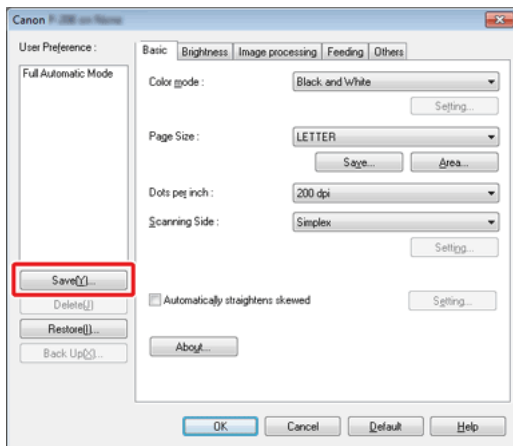 Canon
User Preference :
Full Automatic Mode
Save(Y)...
Delete(J)
Restore(I)...
Back Up(X)...
Basic
Brightness
Image processing
Feeding
Others
Color mode :
Black and White
Setting...
Page Size :
LETTER
Save...
Area...
Dots per inch :
200 dpi
Scanning Side :
Simplex
Setting...
Automatically straightens skewed
Setting...
About...
OK
Cancel
Default
Help